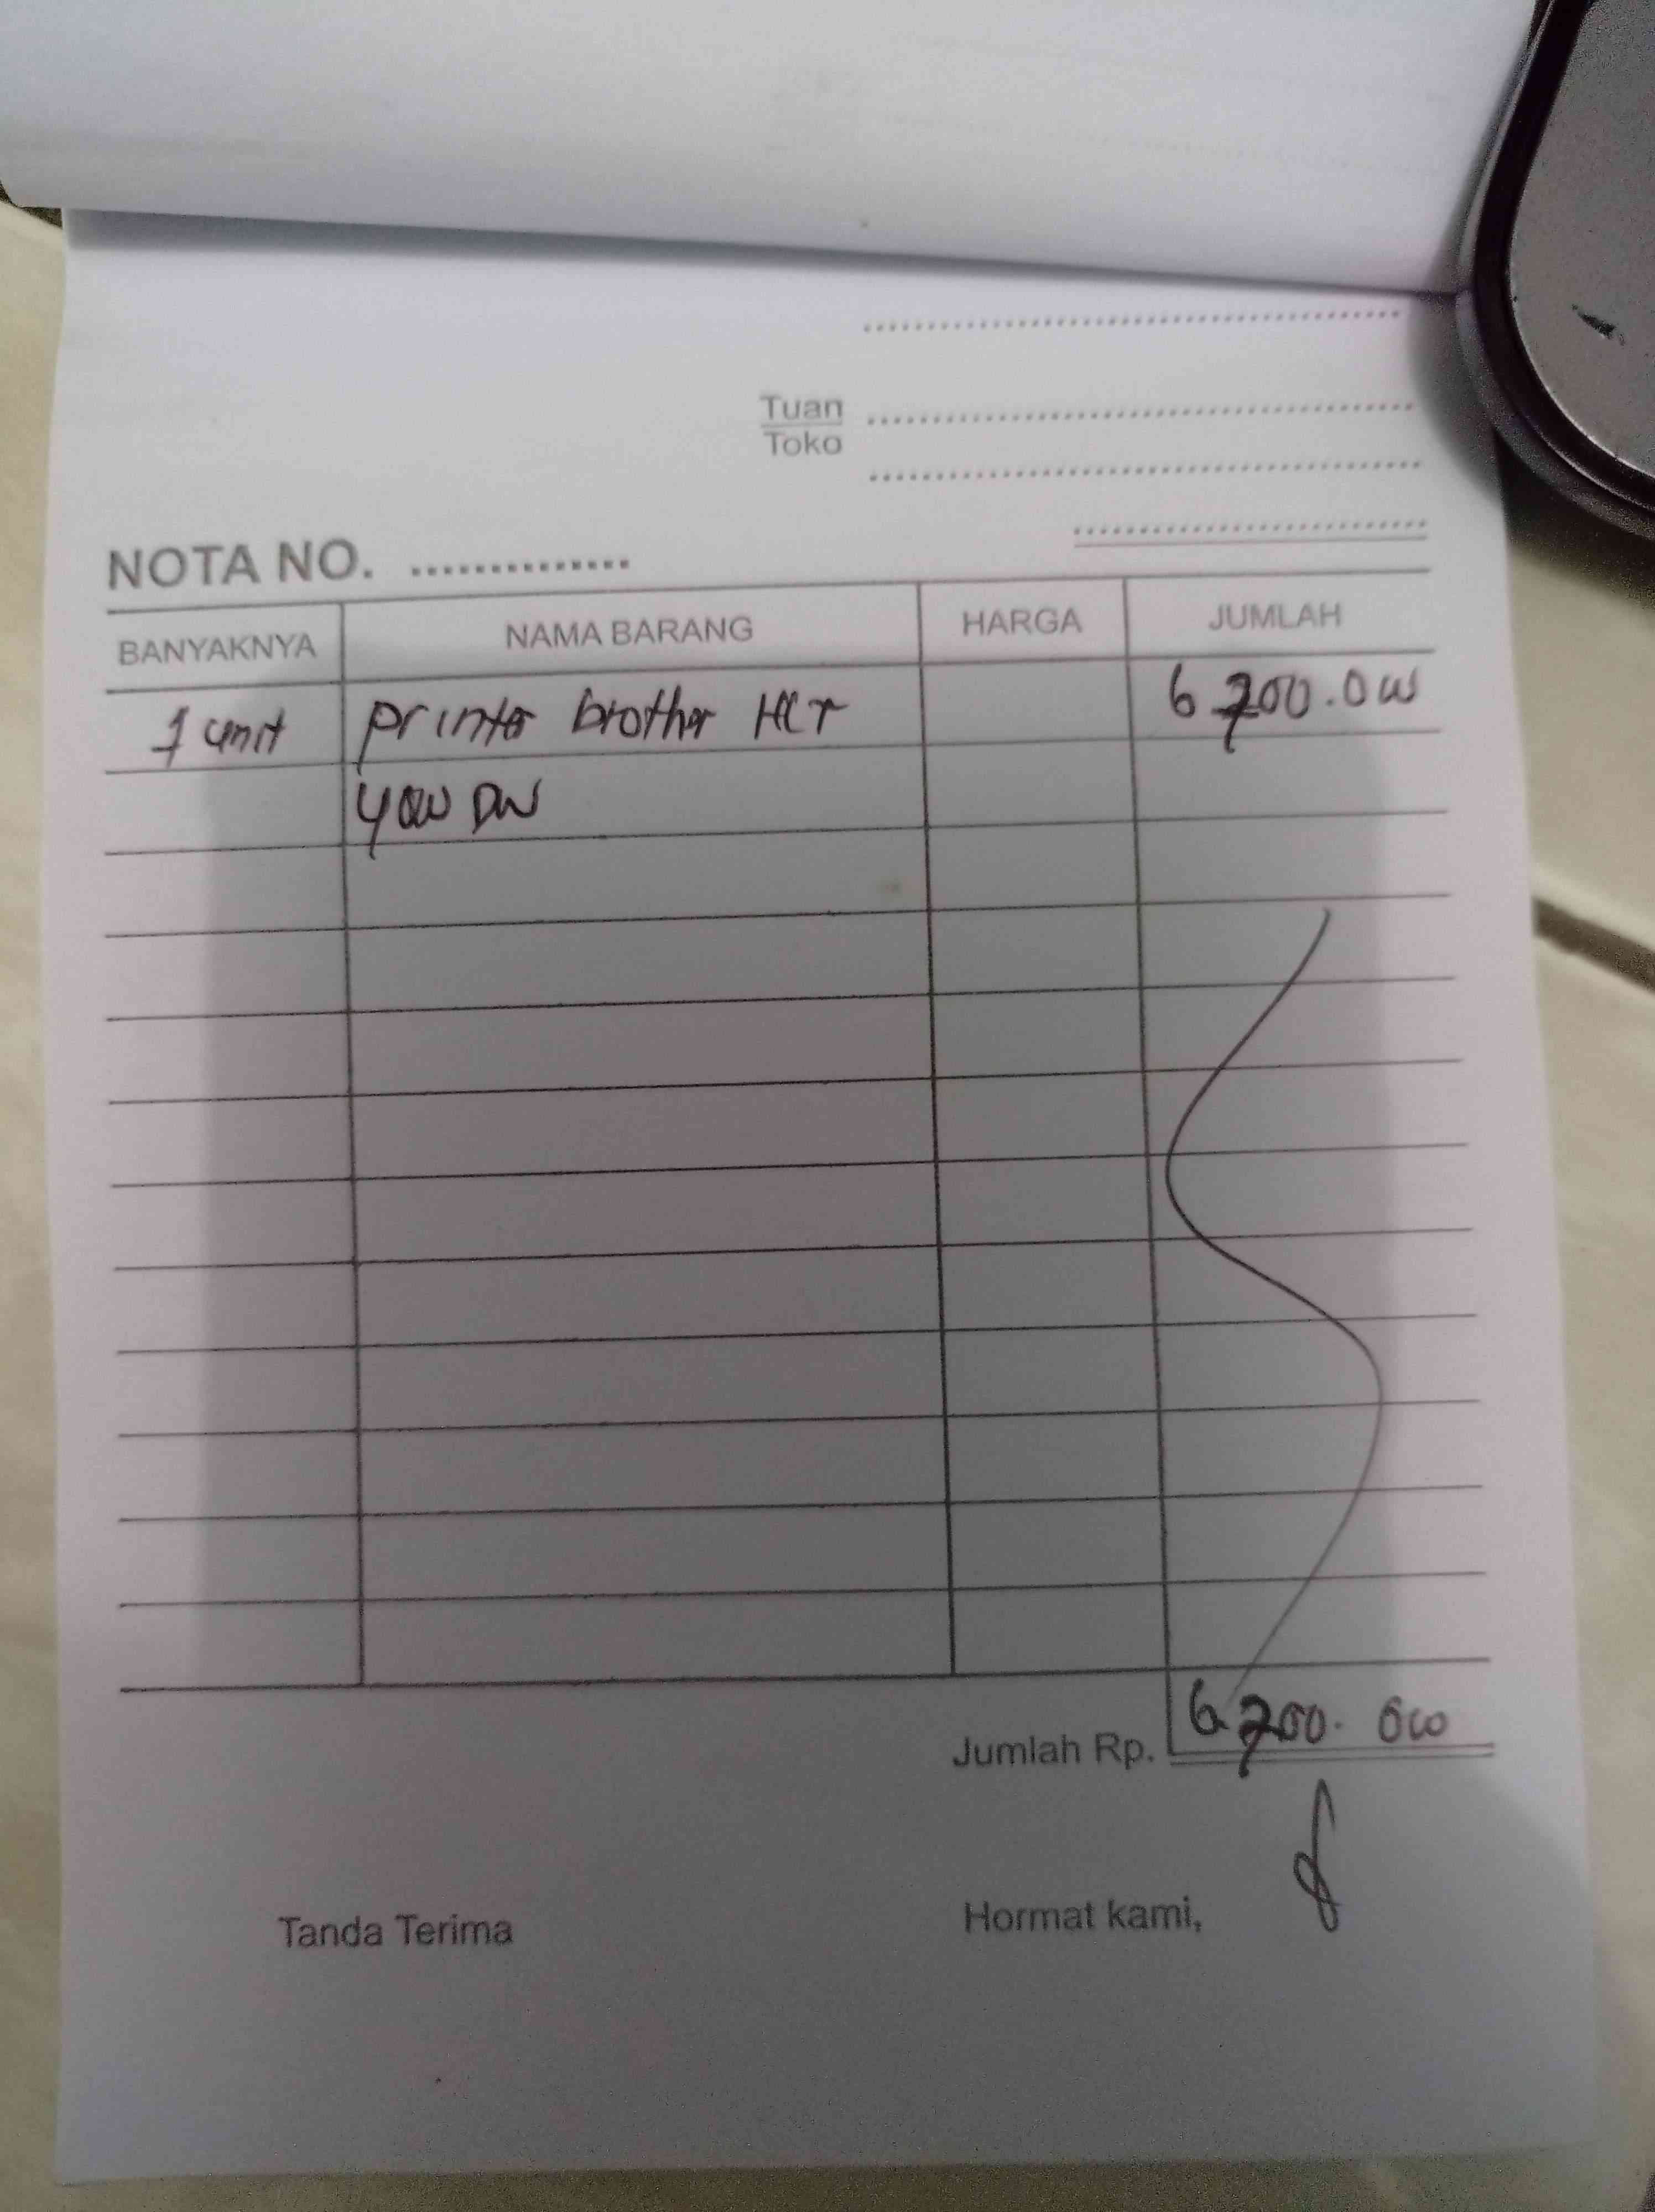 Tuan
Toko
NOTA NO.
BANYAKNYA NAMA BARANG HARGA JUMLAH
1 unit printer brother HLT 6.700.000
4000 DW
Jumlah Rp. 6.700.000
Tanda Terima Hormat kami,